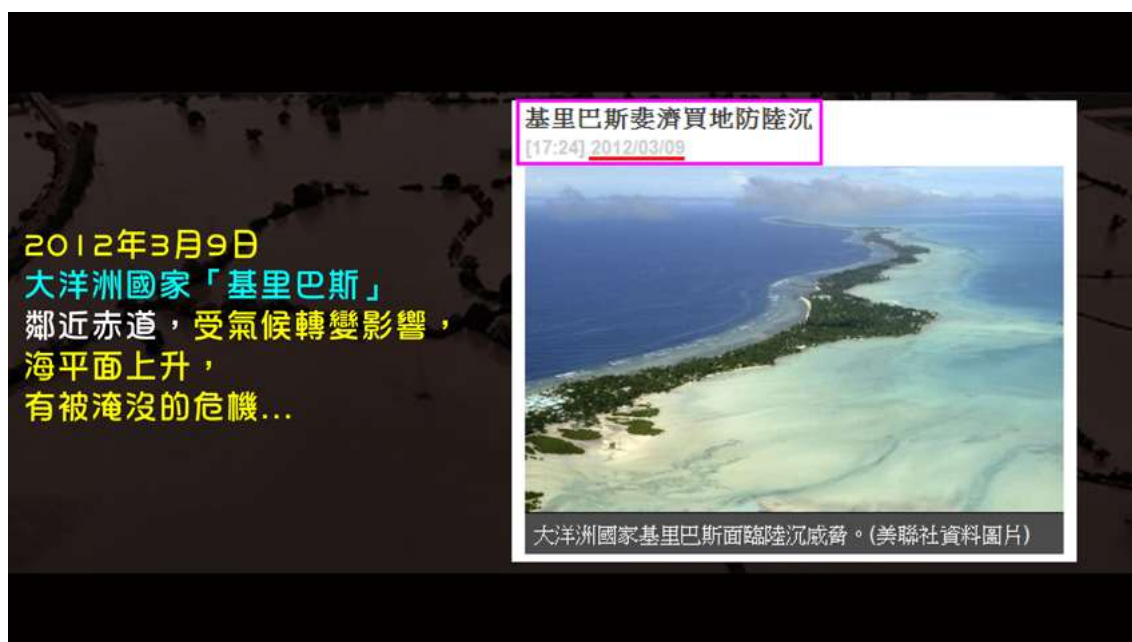 基里巴斯斐濟買地防陸沉
[17:24] 2012/03/09
2012年3月9日
大洋洲國家「基里巴斯」
鄰近赤道，受氣候轉變影響，
海平面上升，
有被淹沒的危機...
大洋洲國家基里巴斯面臨陸沉威脅。(美聯社資料圖片)